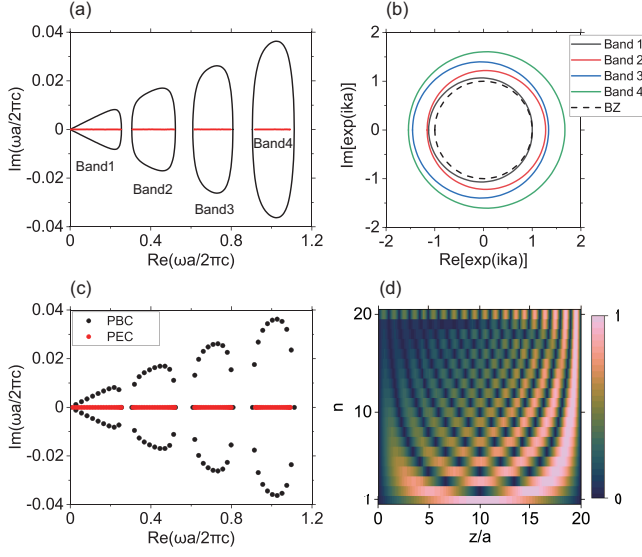 (a)
0.04
0.02
0
-0.02
-0.04
Im(ωa/2πc)
Band1
Band2
Band3
Band4
0
0.4
0.8
1.2
Re(ωa/2πc)
(b)
2
1
0
-1
-2
Im[exp(ika)]
-2
-1
0
1
2
Re[exp(ika)]
Band 1
Band 2
Band 3
Band 4
BZ
(c)
0.04
0.02
0
-0.02
-0.04
Im(ωa/2πc)
PBC
PEC
0
0.4
0.8
1.2
Re(ωa/2πc)
(d)
20
10
1
n
0
5
10
15
20
z/a
1
0